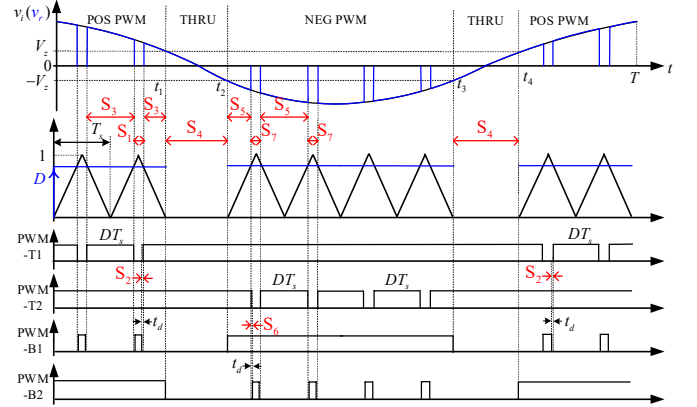 v_i(v_r) POS PWM THRU NEG PWM THRU POS PWM
V_z
0
−V_z
t_1 t_2 t_3 t_4 T t
S_3 S_3 S_5 S_5
T_s S_1 S_4 S_7 S_7 S_4
1
D
PWM
-T1
DT_s DT_s
S_2 S_2
PWM
-T2
DT_s DT_s
t_d S_6 t_d
PWM
-B1
t_d
PWM
-B2